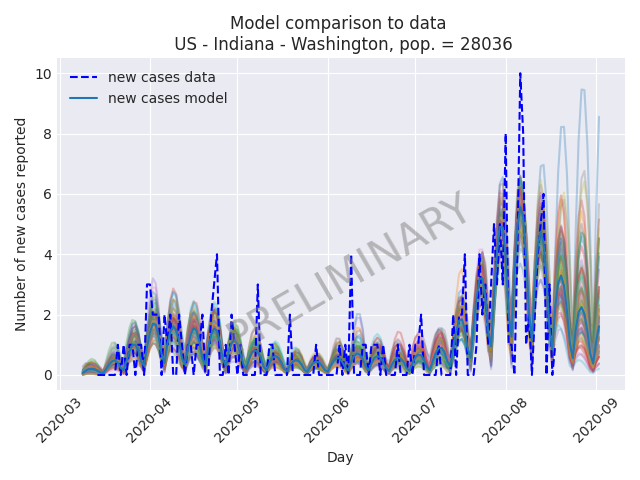 Model comparison to data
US - Indiana - Washington, pop. = 28036
new cases data
new cases model
PRELIMINARY
Number of new cases reported
10
8
6
4
2
0
2020-03
2020-04
2020-05
2020-06
2020-07
2020-08
2020-09
Day